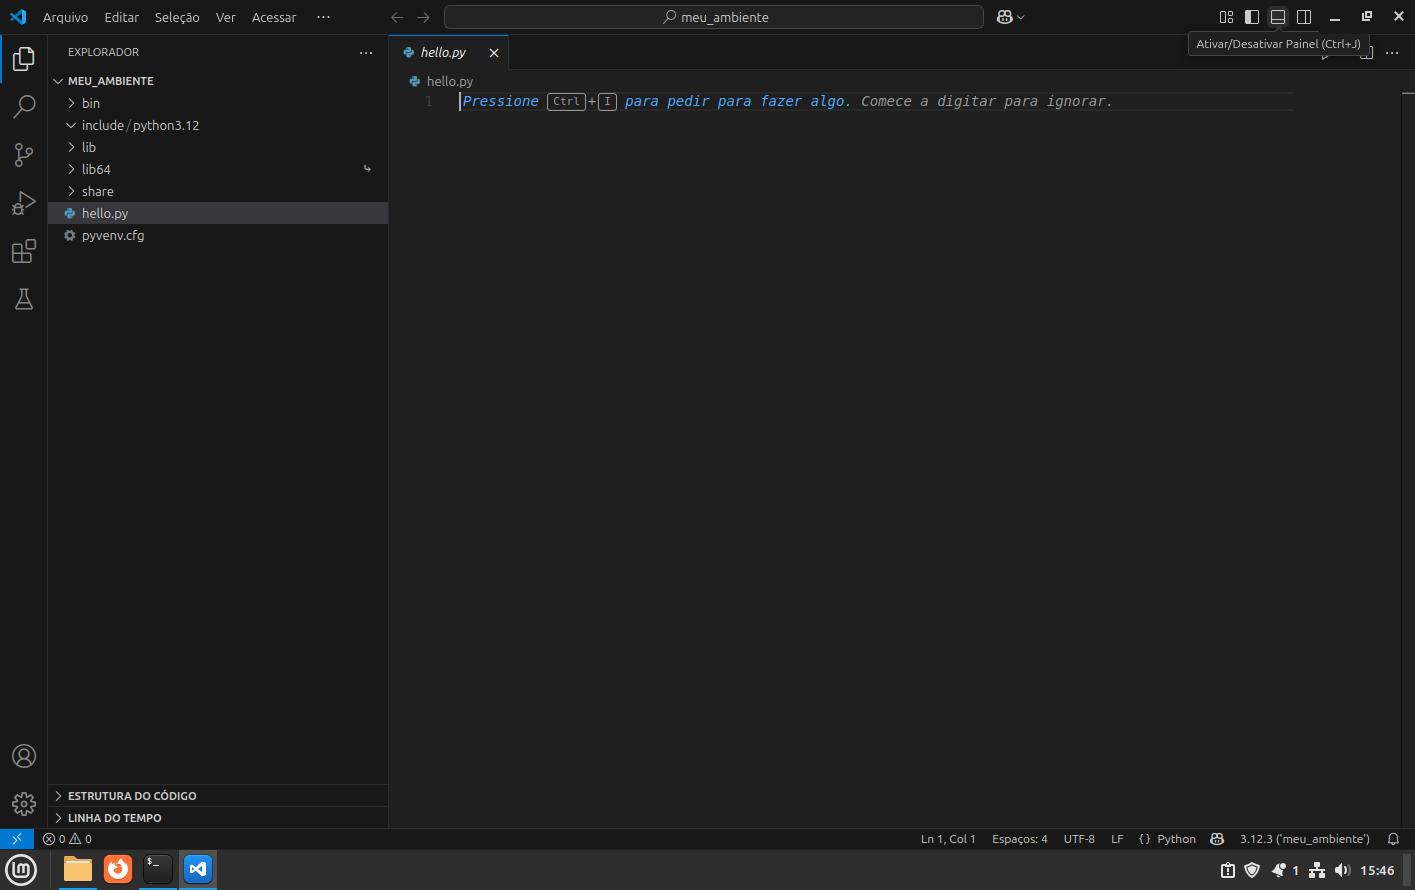 Arquivo Editar Seleção Ver Acessar ··· meu_ambiente
Ativar/Desativar Painel (Ctrl+J)
EXPLORADOR ···
hello.py
MEU_AMBIENTE
bin
include/python3.12
lib
lib64
share
hello.py
pyvenv.cfg
hello.py
1 Pressione Ctrl+I para pedir para fazer algo. Comece a digitar para ignorar.
ESTRUTURA DO CÓDIGO
LINHA DO TEMPO
0 0 Ln 1, Col 1 Espaços: 4 UTF-8 LF {} Python 3.12.3 ('meu_ambiente')
1 15:46